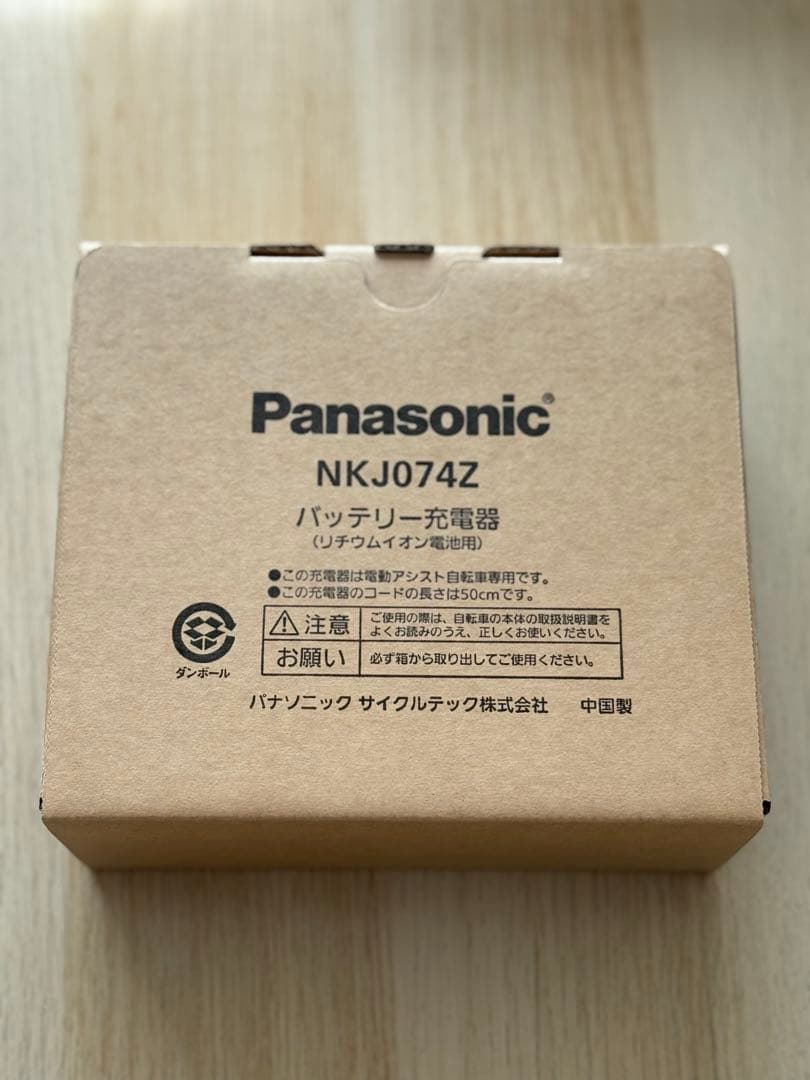 Panasonic®
NKJ074Z
バッテリー充電器
(リチウムイオン電池用)
●この充電器は電動アシスト自転車専用です。
●この充電器のコードの長さは50cmです。
注意
ご使用の際は、自転車の本体の取扱説明書を
よくお読みのうえ、正しくお使いください。
お願い
必ず箱から取り出してご使用ください。
ダンボール
パナソニック サイクルテック株式会社 中国製